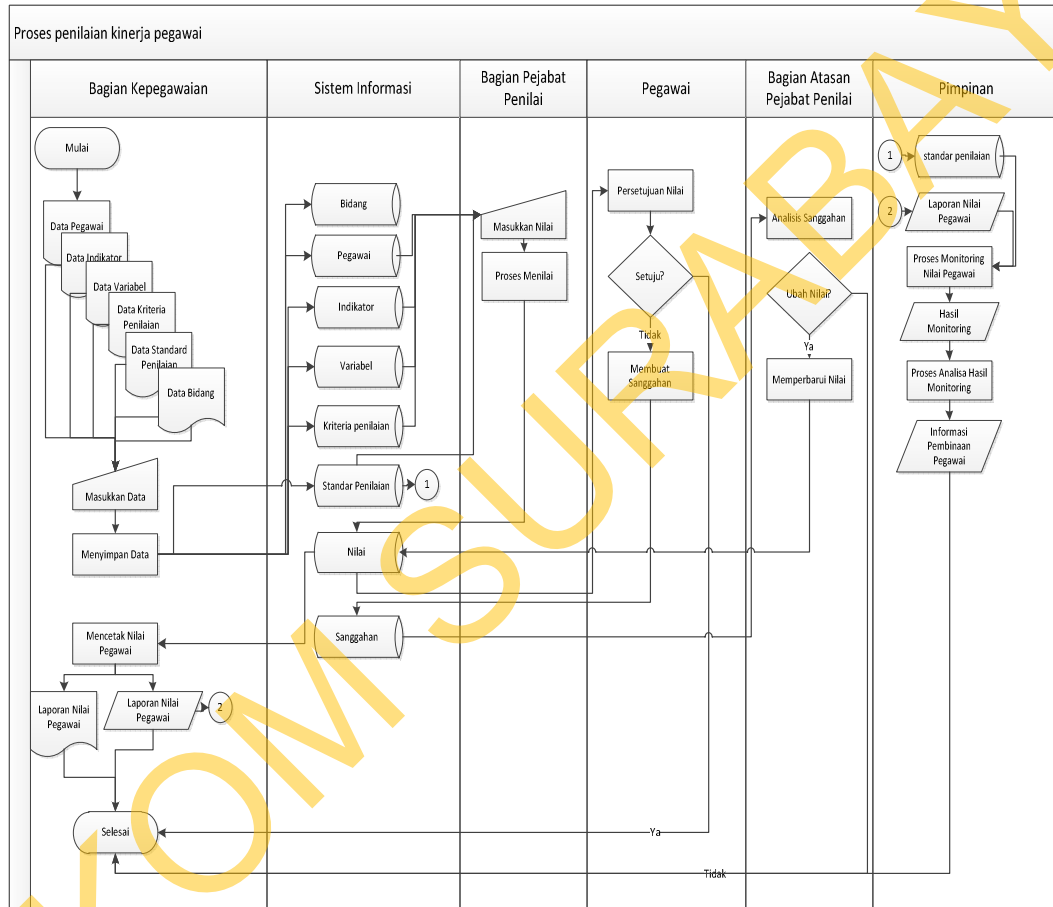 Proses penilaian kinerja pegawai
Bagian Kepegawaian
Sistem Informasi
Bagian Pejabat
Penilai
Pegawai
Bagian Atasan
Pejabat Penilai
Pimpinan
Mulai
Data Pegawai
Data Indikator
Data Variabel
Data Kriteria
Penilaian
Data Standard
Penilaian
Data Bidang
Masukkan Data
Menyimpan Data
Mencetak Nilai
Pegawai
Laporan Nilai
Pegawai
Laporan Nilai
Pegawai
2
Selesai
Bidang
Pegawai
Indikator
Variabel
Kriteria penilaian
Standar Penilaian
1
Nilai
Sanggahan
Masukkan Nilai
Proses Menilai
Persetujuan Nilai
Setuju?
Tidak
Membuat
Sanggahan
Ya
Analisis Sanggahan
Ubah Nilai?
Ya
Memperbarui Nilai
Tidak
1
standar penilaian
2
Laporan Nilai
Pegawai
Proses Monitoring
Nilai Pegawai
Hasil
Monitoring
Proses Analisa Hasil
Monitoring
Informasi
Pembinaan
Pegawai
KOM SURABAY